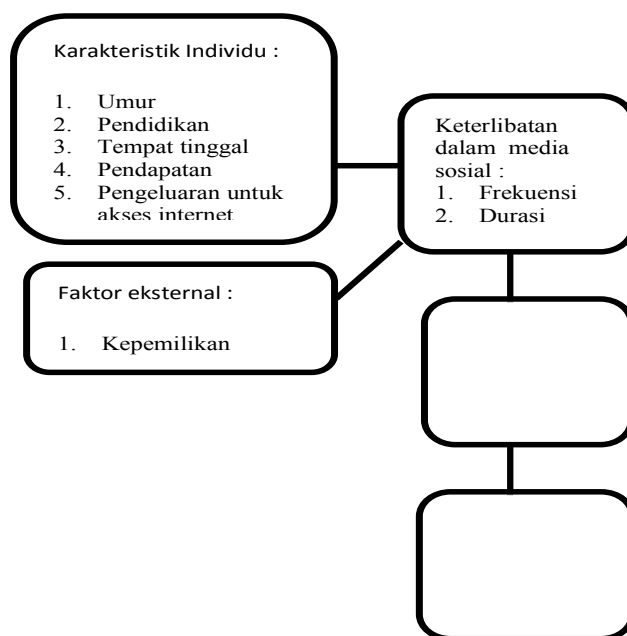 Karakteristik Individu :
1. Umur
2. Pendidikan
3. Tempat tinggal
4. Pendapatan
5. Pengeluaran untuk
akses internet
Faktor eksternal :
1. Kepemilikan
Keterlibatan
dalam media
sosial :
1. Frekuensi
2. Durasi